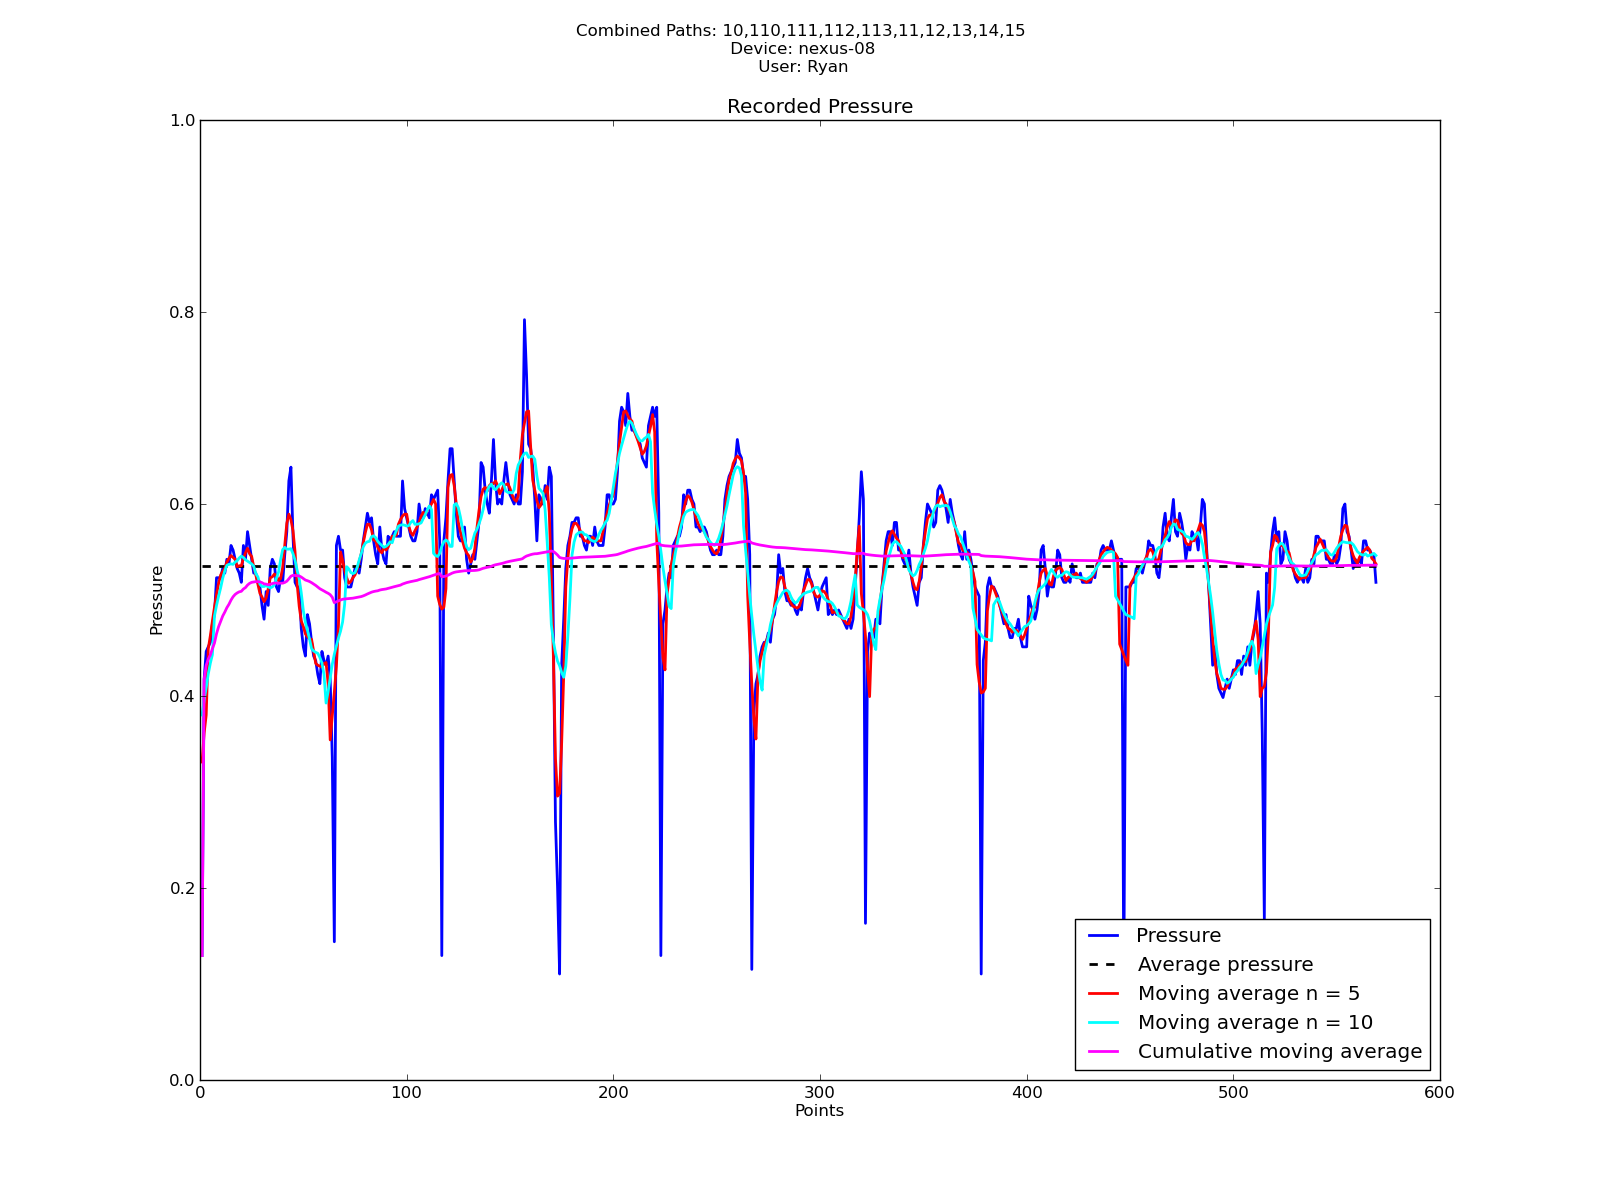 Combined Paths: 10,110,111,112,113,11,12,13,14,15
Device: nexus-08
User: Ryan
Recorded Pressure
1.0
0.8
0.6
0.4
0.2
0.0
Pressure
0
100
200
300
400
500
600
Points
Pressure
Average pressure
Moving average n = 5
Moving average n = 10
Cumulative moving average